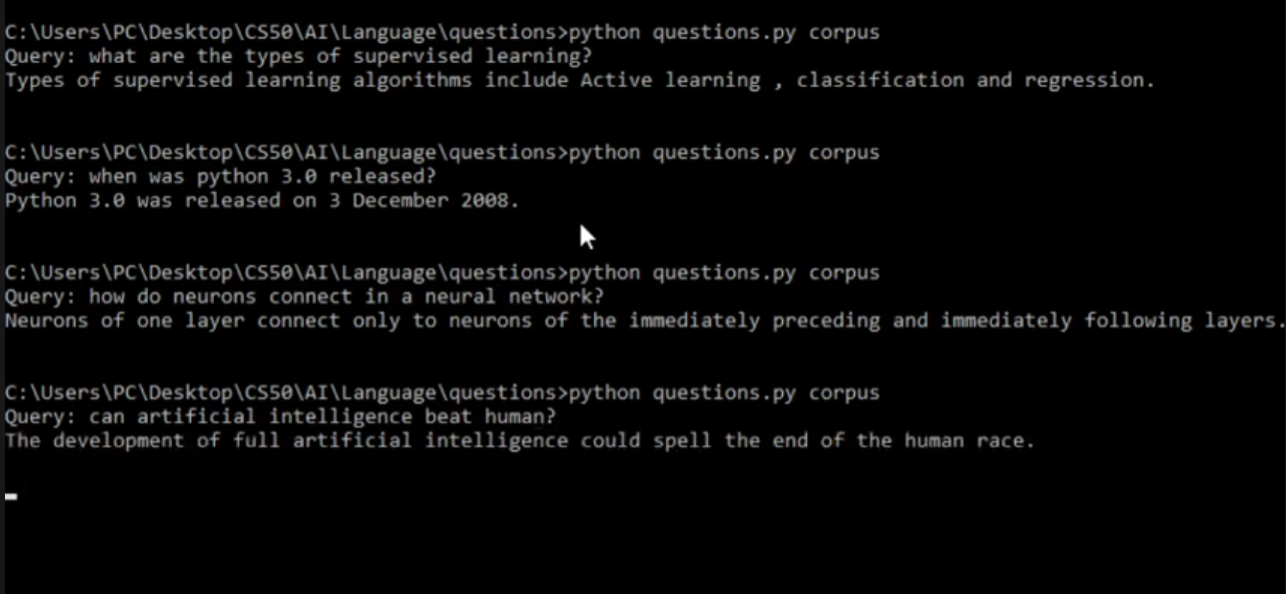 C:\Users\PC\Desktop\CS50\AI\Language\questions>python questions.py corpus
Query: what are the types of supervised learning?
Types of supervised learning algorithms include Active learning , classification and regression.
C:\Users\PC\Desktop\CS50\AI\Language\questions>python questions.py corpus
Query: when was python 3.0 released?
Python 3.0 was released on 3 December 2008.
C:\Users\PC\Desktop\CS50\AI\Language\questions>python questions.py corpus
Query: how do neurons connect in a neural network?
Neurons of one layer connect only to neurons of the immediately preceding and immediately following layers.
C:\Users\PC\Desktop\CS50\AI\Language\questions>python questions.py corpus
Query: can artificial intelligence beat human?
The development of full artificial intelligence could spell the end of the human race.